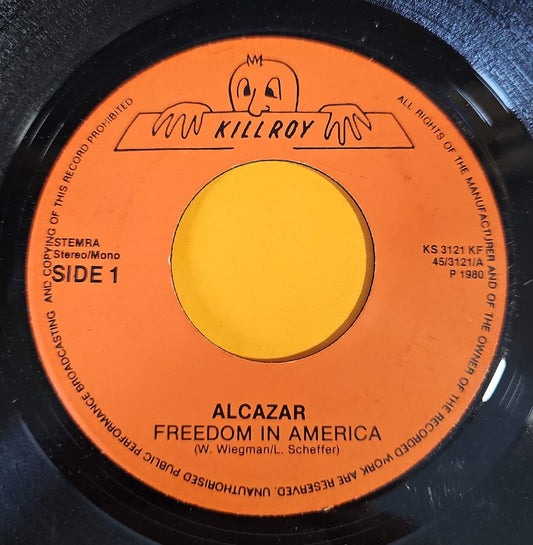 KILLROY
ALL RIGHTS OF THE MANUFACTURER AND OF THE OWNER OF THE RECORDED WORK ARE RESERVED. UNAUTHORISED PUBLIC PERFORMANCE BROADCASTING AND COPYING OF THIS RECORD PROHIBITED
STEMRA
Stereo/Mono
SIDE 1
KS 3121 KF
45/3121/A
P 1980
ALCAZAR
FREEDOM IN AMERICA
(W. Wiegman/L. Scheffer)